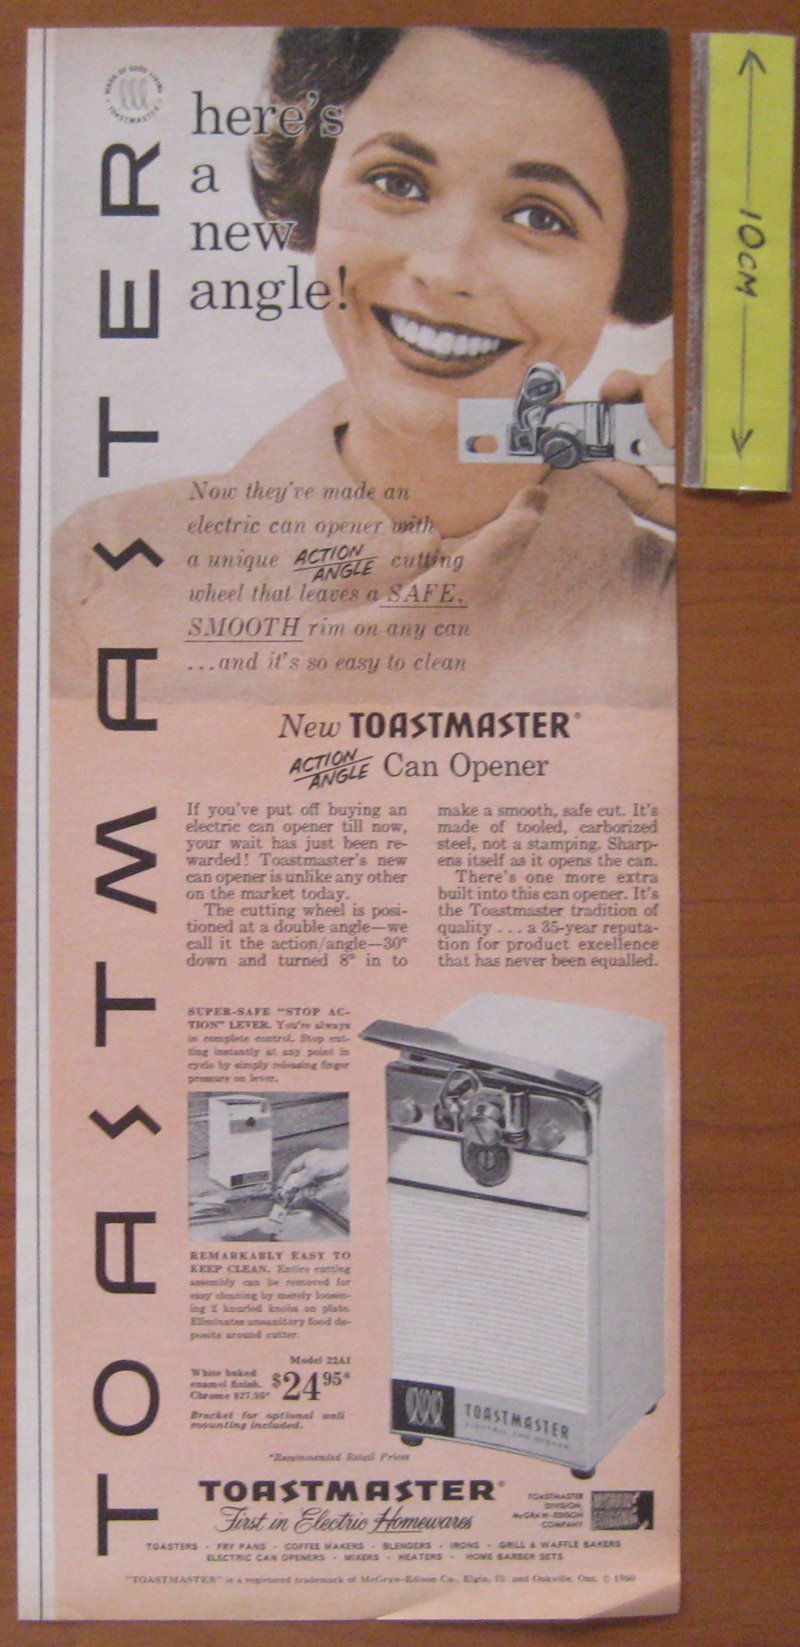 MARK OF GOOD LIVING
TOASTMASTER
TOASTMASTER
here's
a
new
angle!
10CM
Now they've made an
electric can opener with
a unique ACTION ANGLE cutting
wheel that leaves a SAFE,
SMOOTH rim on any can
...and it's so easy to clean
New TOASTMASTER®
ACTION ANGLE Can Opener
If you've put off buying an
electric can opener till now,
your wait has just been re-
warded! Toastmaster's new
can opener is unlike any other
on the market today.
The cutting wheel is posi-
tioned at a double angle—we
call it the action/angle—30°
down and turned 8° in to
make a smooth, safe cut. It's
made of tooled, carborized
steel, not a stamping. Sharp-
ens itself as it opens the can.
There's one more extra
built into this can opener. It's
the Toastmaster tradition of
quality . . . a 35-year reputa-
tion for product excellence
that has never been equalled.
SUPER-SAFE "STOP AC-
TION" LEVER. You're always
in complete control. Stop cut-
ting instantly at any point in
cycle by simply releasing finger
pressure on lever.
REMARKABLY EASY TO
KEEP CLEAN. Entire cutting
assembly can be removed for
easy cleaning by merely loosen-
ing 2 knurled knobs on plate.
Eliminates unsanitary food de-
posits around cutter.
Model 22A1
White baked
enamel finish.
Chrome $27.95*
$24.95*
Bracket for optional wall
mounting included.
TOASTMASTER
ELECTRIC CAN OPENER
*Recommended Retail Prices
TOASTMASTER®
First in Electric Homewares
TOASTMASTER
DIVISION,
McGRAW-EDISON
COMPANY
McGRAW
EDISON
TOASTERS · FRY PANS · COFFEE MAKERS · BLENDERS · IRONS · GRILL & WAFFLE BAKERS
ELECTRIC CAN OPENERS · MIXERS · HEATERS · HOME BARBER SETS
"TOASTMASTER" is a registered trademark of McGraw-Edison Co., Elgin, Ill. and Oakville, Ont. © 1960